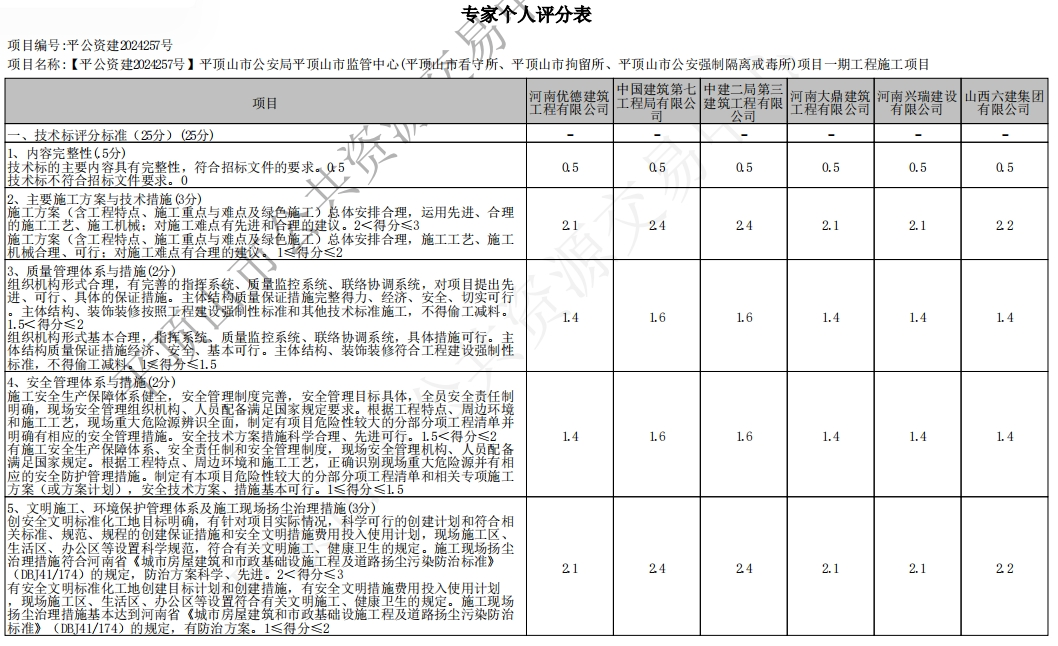 专家个人评分表
项目编号:平公资建2024257号
项目名称:【平公资建2024257号】平顶山市公安局平顶山市监管中心(平顶山市看守所、平顶山市拘留所、平顶山市公安强制隔离戒毒所)项目一期工程施工项目
项目
河南优德建筑
工程有限公司
中国建筑第七
工程局有限公
司
中建二局第三
建筑工程有限
公司
河南大鼎建筑
工程有限公司
河南兴瑞建设
有限公司
山西六建集团
有限公司
一、技术标评分标准（25分）(25分) - - - - - -
1、内容完整性(.5分)
技术标的主要内容具有完整性，符合招标文件的要求。0.5
技术标不符合招标文件要求。0
0.5 0.5 0.5 0.5 0.5 0.5
2、主要施工方案与技术措施(3分)
施工方案（含工程特点、施工重点与难点及绿色施工）总体安排合理，运用先进、合理
的施工工艺、施工机械；对施工难点有先进和合理的建议。2＜得分≤3
施工方案（含工程特点、施工重点与难点及绿色施工）总体安排合理，施工工艺、施工
机械合理、可行；对施工难点有合理的建议。1≤得分≤2
2.1 2.4 2.4 2.1 2.1 2.2
3、质量管理体系与措施(2分)
组织机构形式合理，有完善的指挥系统、质量监控系统、联络协调系统，对项目提出先
进、可行、具体的保证措施。主体结构质量保证措施完整得力、经济、安全、切实可行
。主体结构、装饰装修按照工程建设强制性标准和其他技术标准施工，不得偷工减料。
1.5＜得分≤2
组织机构形式基本合理，指挥系统、质量监控系统、联络协调系统，具体措施可行。主
体结构质量保证措施经济、安全、基本可行。主体结构、装饰装修符合工程建设强制性
标准，不得偷工减料。1≤得分≤1.5
1.4 1.6 1.6 1.4 1.4 1.4
4、安全管理体系与措施(2分)
施工安全生产保障体系健全，安全管理制度完善，安全管理目标具体，全员安全责任制
明确，现场安全管理组织机构、人员配备满足国家规定要求。根据工程特点、周边环境
和施工工艺，现场重大危险源辨识全面，制定有项目危险性较大的分部分项工程清单并
明确有相应的安全管理措施。安全技术方案措施科学合理、先进可行。1.5＜得分≤2
有施工安全生产保障体系、安全责任制和安全管理制度，现场安全管理机构、人员配备
满足国家规定。根据工程特点、周边环境和施工工艺，正确识别现场重大危险源并有相
应的安全防护管理措施。制定有本项目危险性较大的分部分项工程清单和相关专项施工
方案（或方案计划），安全技术方案、措施基本可行。1≤得分≤1.5
1.4 1.6 1.6 1.4 1.4 1.4
5、文明施工、环境保护管理体系及施工现场扬尘治理措施(3分)
创安全文明标准化工地目标明确，有针对项目实际情况，科学可行的创建计划和符合相
关标准、规范、规程的创建保证措施和安全文明措施费用投入使用计划，现场施工区、
生活区、办公区等设置科学规范，符合有关文明施工、健康卫生的规定。施工现场扬尘
治理措施符合河南省《城市房屋建筑和市政基础设施工程及道路扬尘污染防治标准》
（DBJ41/174）的规定，防治方案科学、先进。2＜得分≤3
有安全文明标准化工地创建目标计划和创建措施，有安全文明措施费用投入使用计划
，现场施工区、生活区、办公区等设置符合有关文明施工、健康卫生的规定。施工现场
扬尘治理措施基本达到河南省《城市房屋建筑和市政基础设施工程及道路扬尘污染防治
标准》（DBJ41/174）的规定，有防治方案。1≤得分≤2
2.1 2.4 2.4 2.1 2.1 2.2